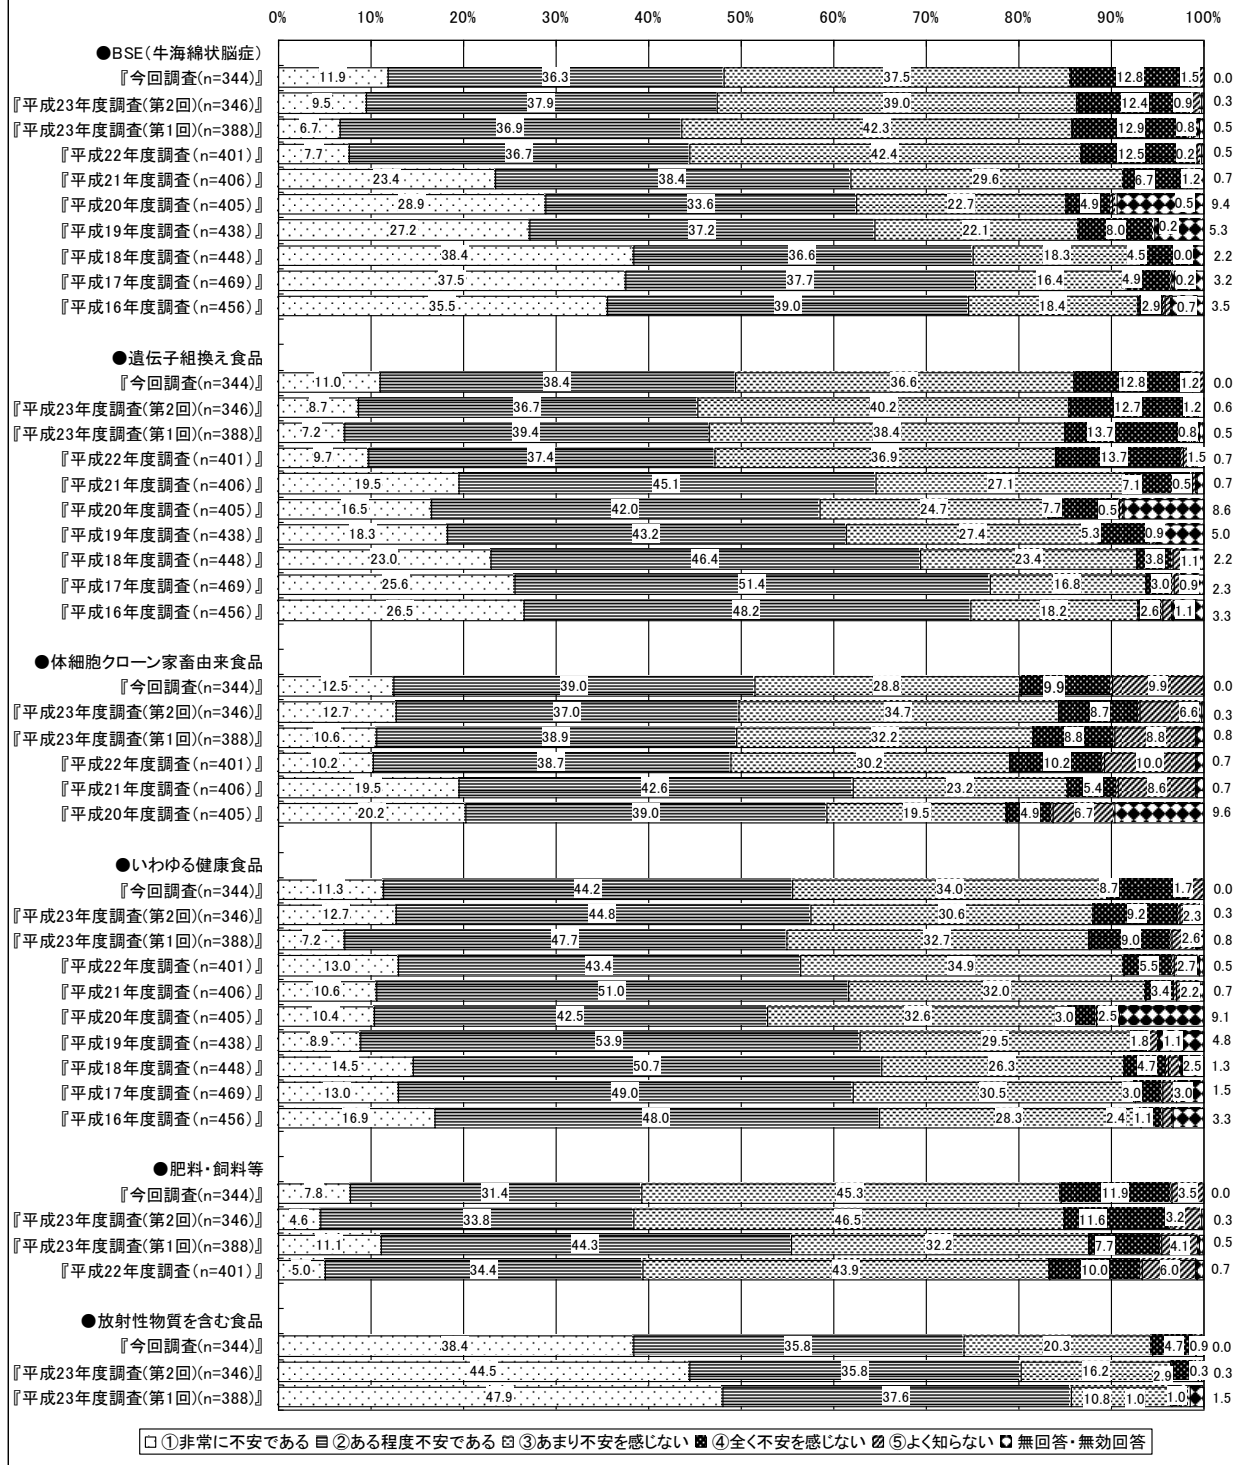 0% 10% 20% 30% 40% 50% 60% 70% 80% 90% 100%
●BSE(牛海綿状脳症)
『今回調査(n=344)』 11.9 36.3 37.5 12.8 1.5 0.0
『平成23年度調査(第2回)(n=346)』 9.5 37.9 39.0 12.4 0.9 0.3
『平成23年度調査(第1回)(n=388)』 6.7 36.9 42.3 12.9 0.8 0.5
『平成22年度調査(n=401)』 7.7 36.7 42.4 12.5 0.2 0.5
『平成21年度調査(n=406)』 23.4 38.4 29.6 6.7 1.2 0.7
『平成20年度調査(n=405)』 28.9 33.6 22.7 4.9 0.5 9.4
『平成19年度調査(n=438)』 27.2 37.2 22.1 8.0 0.2 5.3
『平成18年度調査(n=448)』 38.4 36.6 18.3 4.5 0.0 2.2
『平成17年度調査(n=469)』 37.5 37.7 16.4 4.9 0.2 3.2
『平成16年度調査(n=456)』 35.5 39.0 18.4 2.9 0.7 3.5
●遺伝子組換え食品
『今回調査(n=344)』 11.0 38.4 36.6 12.8 1.2 0.0
『平成23年度調査(第2回)(n=346)』 8.7 36.7 40.2 12.7 1.2 0.6
『平成23年度調査(第1回)(n=388)』 7.2 39.4 38.4 13.7 0.8 0.5
『平成22年度調査(n=401)』 9.7 37.4 36.9 13.7 1.5 0.7
『平成21年度調査(n=406)』 19.5 45.1 27.1 7.1 0.5 0.7
『平成20年度調査(n=405)』 16.5 42.0 24.7 7.7 0.5 8.6
『平成19年度調査(n=438)』 18.3 43.2 27.4 5.3 0.9 5.0
『平成18年度調査(n=448)』 23.0 46.4 23.4 3.8 1.1 2.2
『平成17年度調査(n=469)』 25.6 51.4 16.8 3.0 0.9 2.3
『平成16年度調査(n=456)』 26.5 48.2 18.2 2.6 1.1 3.3
●体細胞クローン家畜由来食品
『今回調査(n=344)』 12.5 39.0 28.8 9.9 9.9 0.0
『平成23年度調査(第2回)(n=346)』 12.7 37.0 34.7 8.7 6.6 0.3
『平成23年度調査(第1回)(n=388)』 10.6 38.9 32.2 8.8 8.8 0.8
『平成22年度調査(n=401)』 10.2 38.7 30.2 10.2 10.0 0.7
『平成21年度調査(n=406)』 19.5 42.6 23.2 5.4 8.6 0.7
『平成20年度調査(n=405)』 20.2 39.0 19.5 4.9 6.7 9.6
●いわゆる健康食品
『今回調査(n=344)』 11.3 44.2 34.0 8.7 1.7 0.0
『平成23年度調査(第2回)(n=346)』 12.7 44.8 30.6 9.2 2.3 0.3
『平成23年度調査(第1回)(n=388)』 7.2 47.7 32.7 9.0 2.6 0.8
『平成22年度調査(n=401)』 13.0 43.4 34.9 5.5 2.7 0.5
『平成21年度調査(n=406)』 10.6 51.0 32.0 3.4 2.2 0.7
『平成20年度調査(n=405)』 10.4 42.5 32.6 3.0 2.5 9.1
『平成19年度調査(n=438)』 8.9 53.9 29.5 1.8 1.1 4.8
『平成18年度調査(n=448)』 14.5 50.7 26.3 4.7 2.5 1.3
『平成17年度調査(n=469)』 13.0 49.0 30.5 3.0 3.0 1.5
『平成16年度調査(n=456)』 16.9 48.0 28.3 2.4 1.1 3.3
●肥料・飼料等
『今回調査(n=344)』 7.8 31.4 45.3 11.9 3.5 0.0
『平成23年度調査(第2回)(n=346)』 4.6 33.8 46.5 11.6 3.2 0.3
『平成23年度調査(第1回)(n=388)』 11.1 44.3 32.2 7.7 4.1 0.5
『平成22年度調査(n=401)』 5.0 34.4 43.9 10.0 6.0 0.7
●放射性物質を含む食品
『今回調査(n=344)』 38.4 35.8 20.3 4.7 0.9 0.0
『平成23年度調査(第2回)(n=346)』 44.5 35.8 16.2 2.9 0.3 0.3
『平成23年度調査(第1回)(n=388)』 47.9 37.6 10.8 1.0 1.0 1.5
①非常に不安である ②ある程度不安である ③あまり不安を感じない ④全く不安を感じない ⑤よく知らない 無回答・無効回答